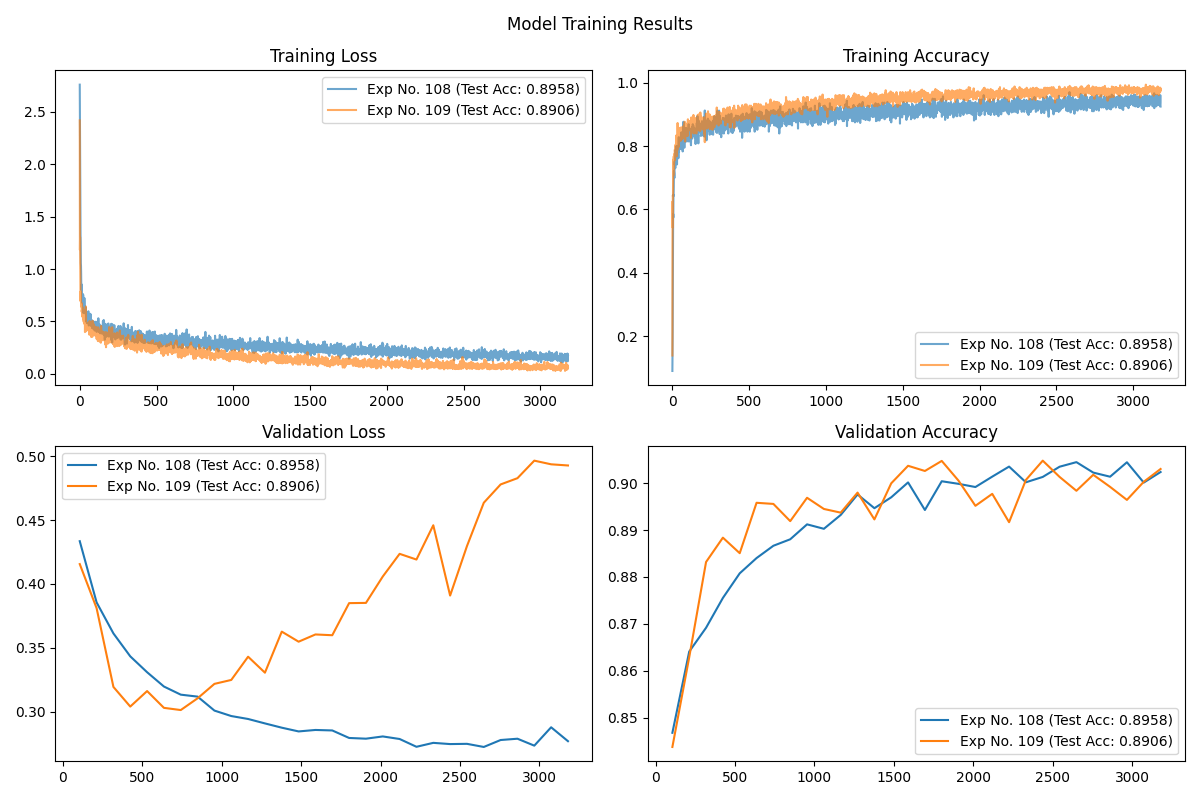 Model Training Results
Training Loss
Exp No. 108 (Test Acc: 0.8958)
Exp No. 109 (Test Acc: 0.8906)
2.5
2.0
1.5
1.0
0.5
0.0
0 500 1000 1500 2000 2500 3000
Training Accuracy
1.0
0.8
0.6
0.4
0.2
Exp No. 108 (Test Acc: 0.8958)
Exp No. 109 (Test Acc: 0.8906)
0 500 1000 1500 2000 2500 3000
Validation Loss
Exp No. 108 (Test Acc: 0.8958)
Exp No. 109 (Test Acc: 0.8906)
0.50
0.45
0.40
0.35
0.30
0 500 1000 1500 2000 2500 3000
Validation Accuracy
0.90
0.89
0.88
0.87
0.86
0.85
Exp No. 108 (Test Acc: 0.8958)
Exp No. 109 (Test Acc: 0.8906)
0 500 1000 1500 2000 2500 3000